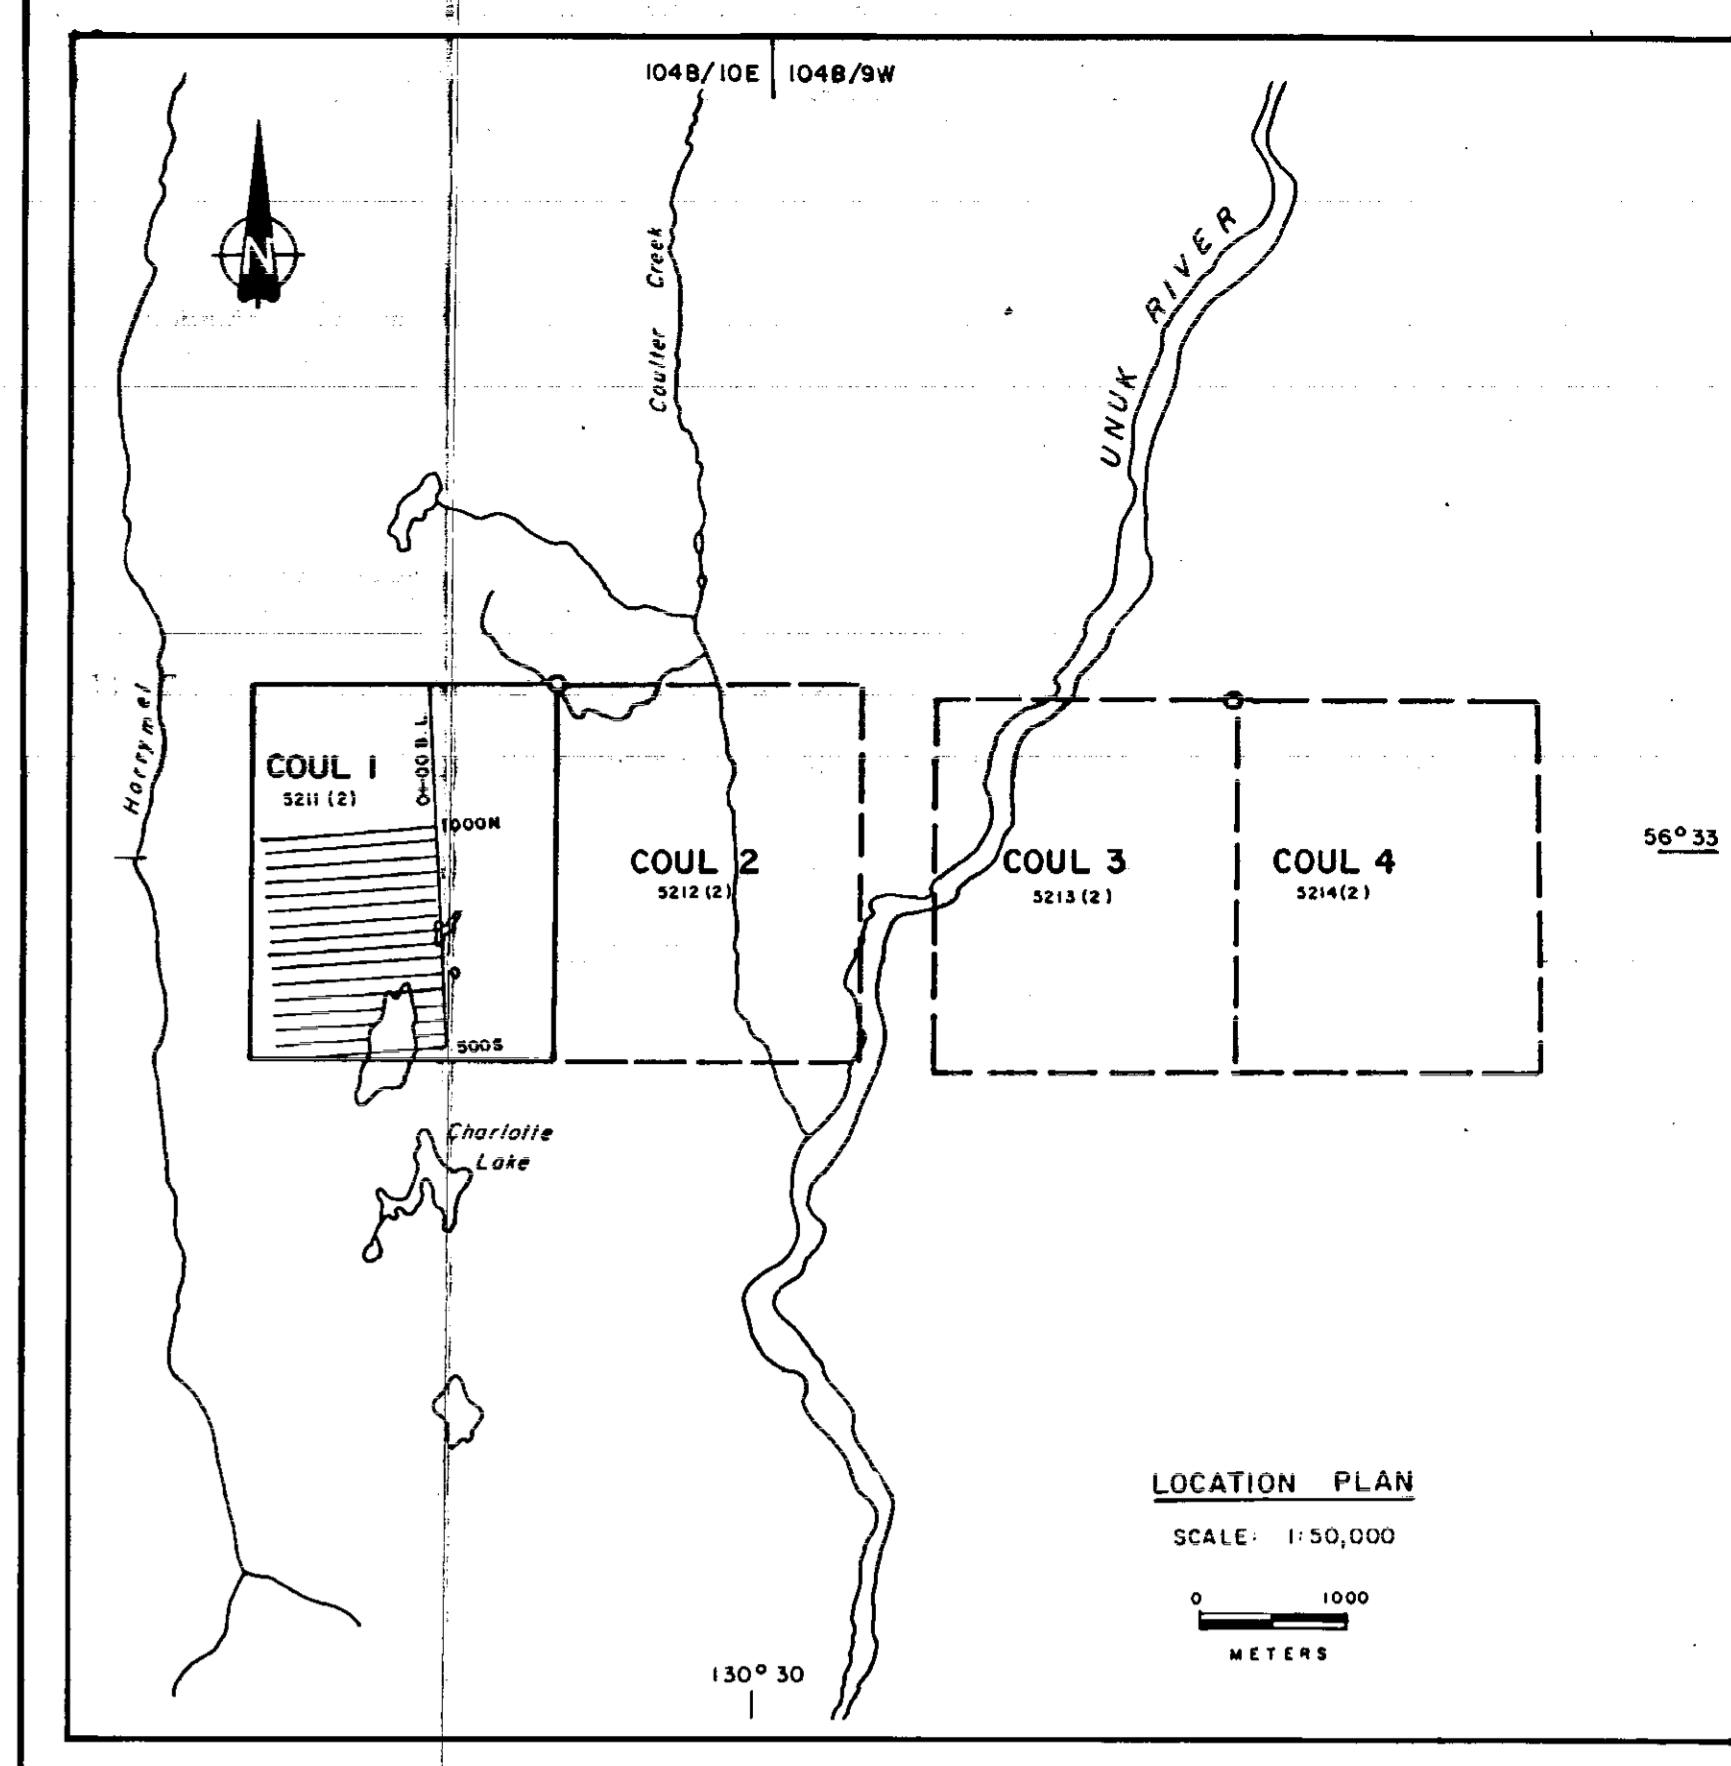 104B/10E | 104B/9W
N
Coulter Creek
UNUK RIVER
Harrymel
COUL 1
5211 (2)
0+00 B.L.
1000N
0
500S
COUL 2
5212 (2)
COUL 3
5213 (2)
COUL 4
5214 (2)
56° 33
Charlotte
Lake
LOCATION PLAN
SCALE: 1:50,000
0 1000
METERS
130° 30